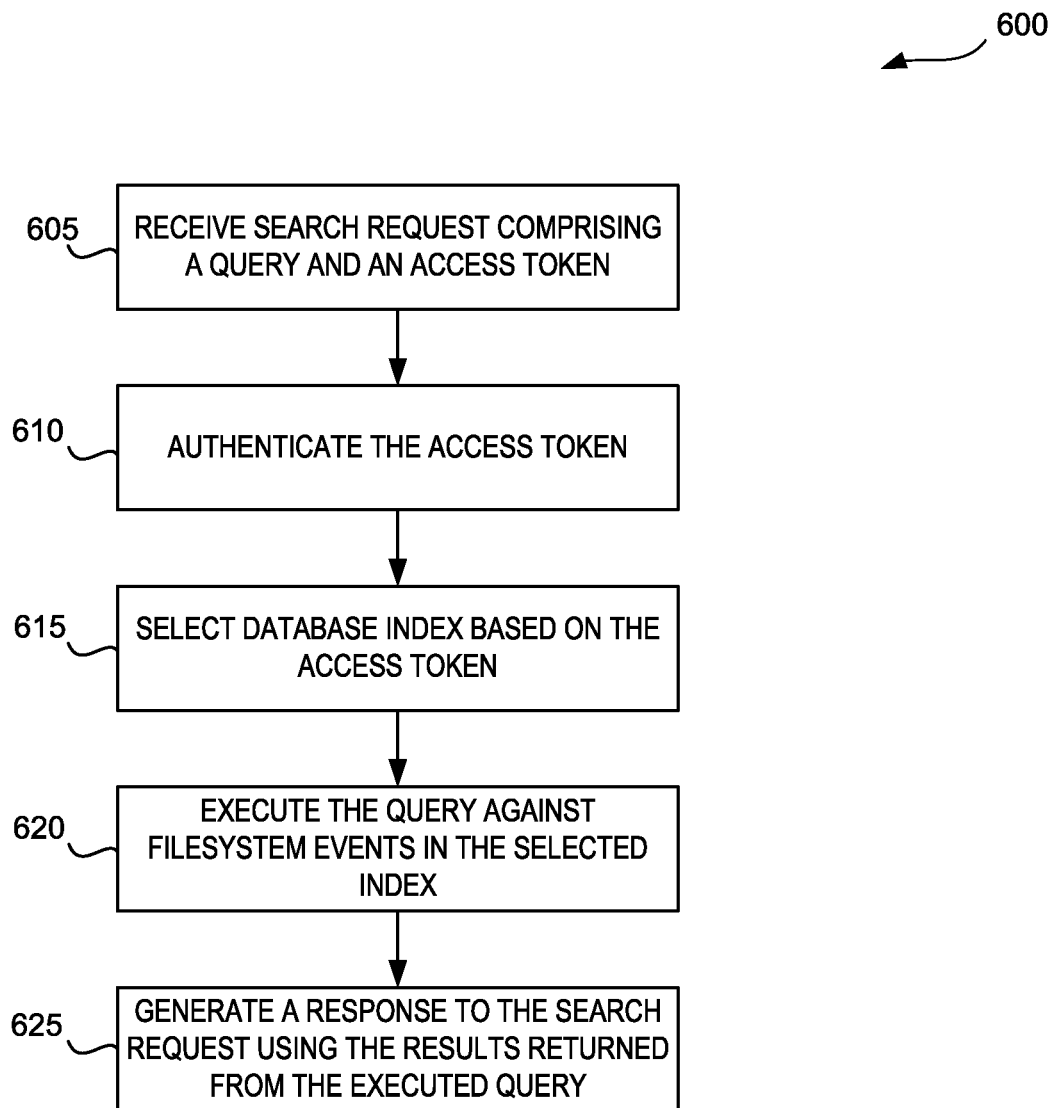 600
605
RECEIVE SEARCH REQUEST COMPRISING
A QUERY AND AN ACCESS TOKEN
610
AUTHENTICATE THE ACCESS TOKEN
615
SELECT DATABASE INDEX BASED ON THE
ACCESS TOKEN
620
EXECUTE THE QUERY AGAINST
FILESYSTEM EVENTS IN THE SELECTED
INDEX
625
GENERATE A RESPONSE TO THE SEARCH
REQUEST USING THE RESULTS RETURNED
FROM THE EXECUTED QUERY